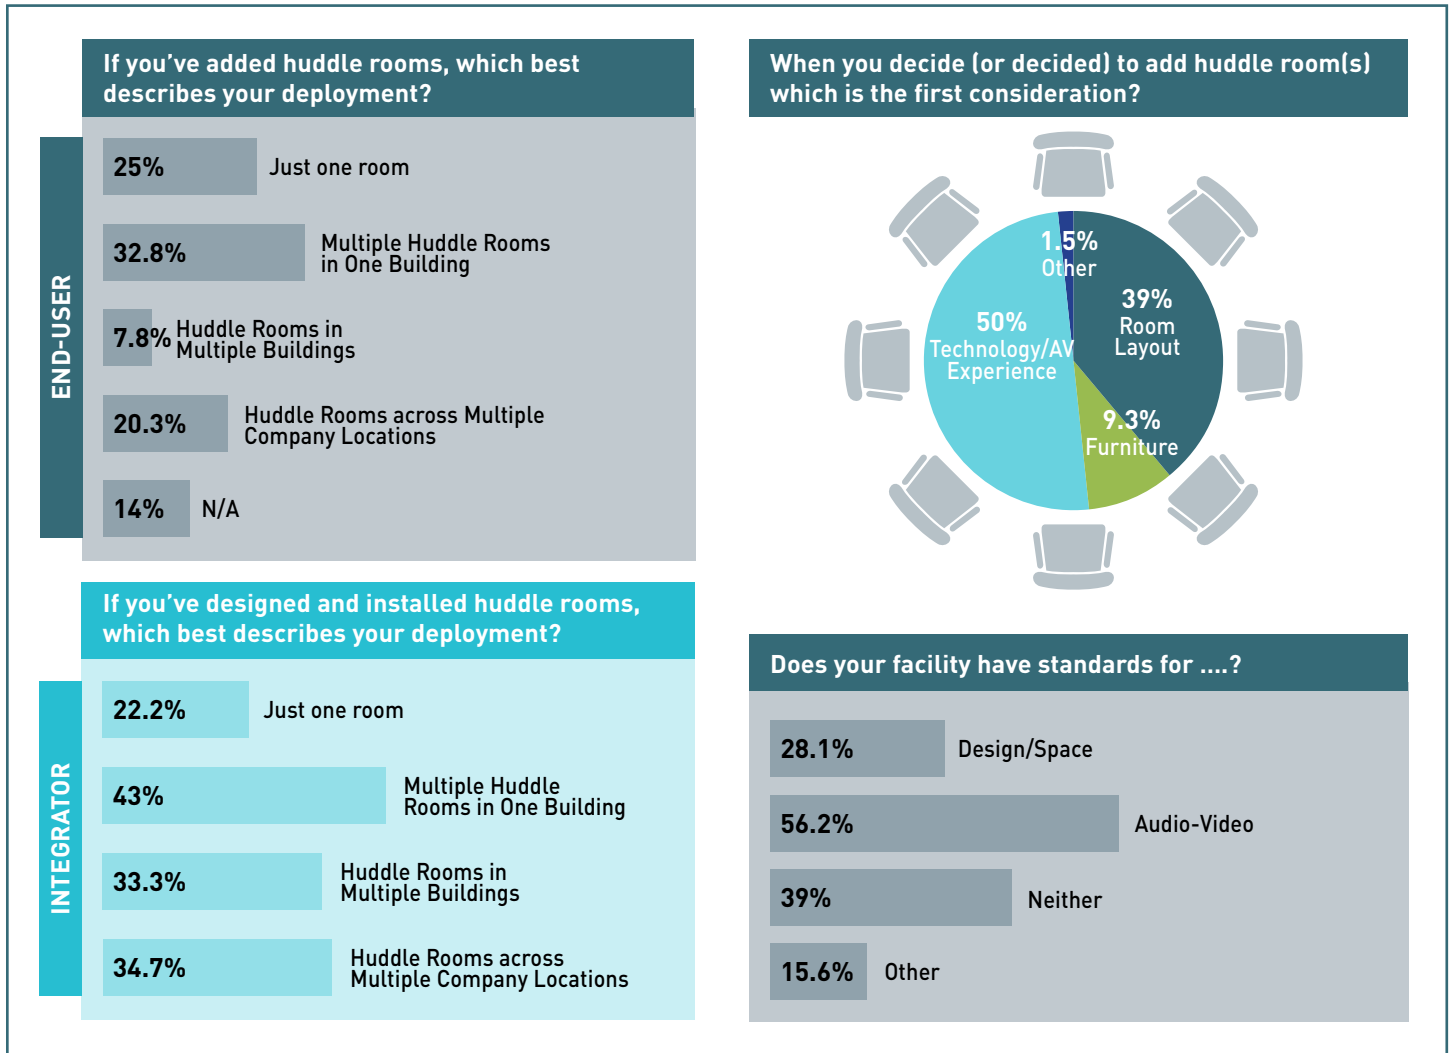 If you've added huddle rooms, which best
describes your deployment?
END-USER
25%
Just one room
32.8%
Multiple Huddle Rooms
in One Building
7.8%
Huddle Rooms in
Multiple Buildings
20.3%
Huddle Rooms across Multiple
Company Locations
14%
N/A
If you've designed and installed huddle rooms,
which best describes your deployment?
INTEGRATOR
22.2%
Just one room
43%
Multiple Huddle
Rooms in One Building
33.3%
Huddle Rooms in
Multiple Buildings
34.7%
Huddle Rooms across
Multiple Company Locations
When you decide (or decided) to add huddle room(s)
which is the first consideration?
1.5%
Other
39%
Room
Layout
50%
Technology/AV
Experience
9.3%
Furniture
Does your facility have standards for ....?
28.1%
Design/Space
56.2%
Audio-Video
39%
Neither
15.6%
Other